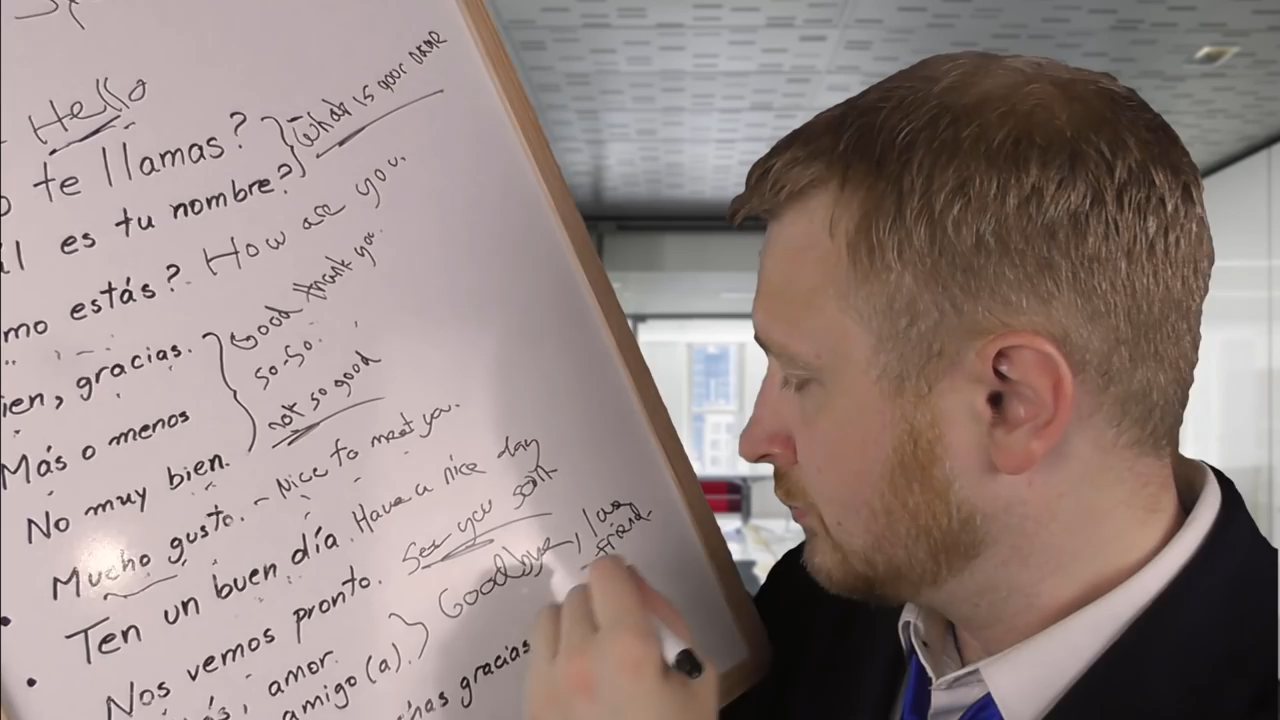 Hello
te llamas?
What is your name
es tu nombre?
estás? How are you.
gracias. Good thank you.
Más o menos so-so.
No muy bien. not so good
Mucho gusto. - Nice to meet you.
Ten un buen día. Have a nice day
Nos vemos pronto. See you soon
amor. Goodbye,
amigo(a). friend.
gracias